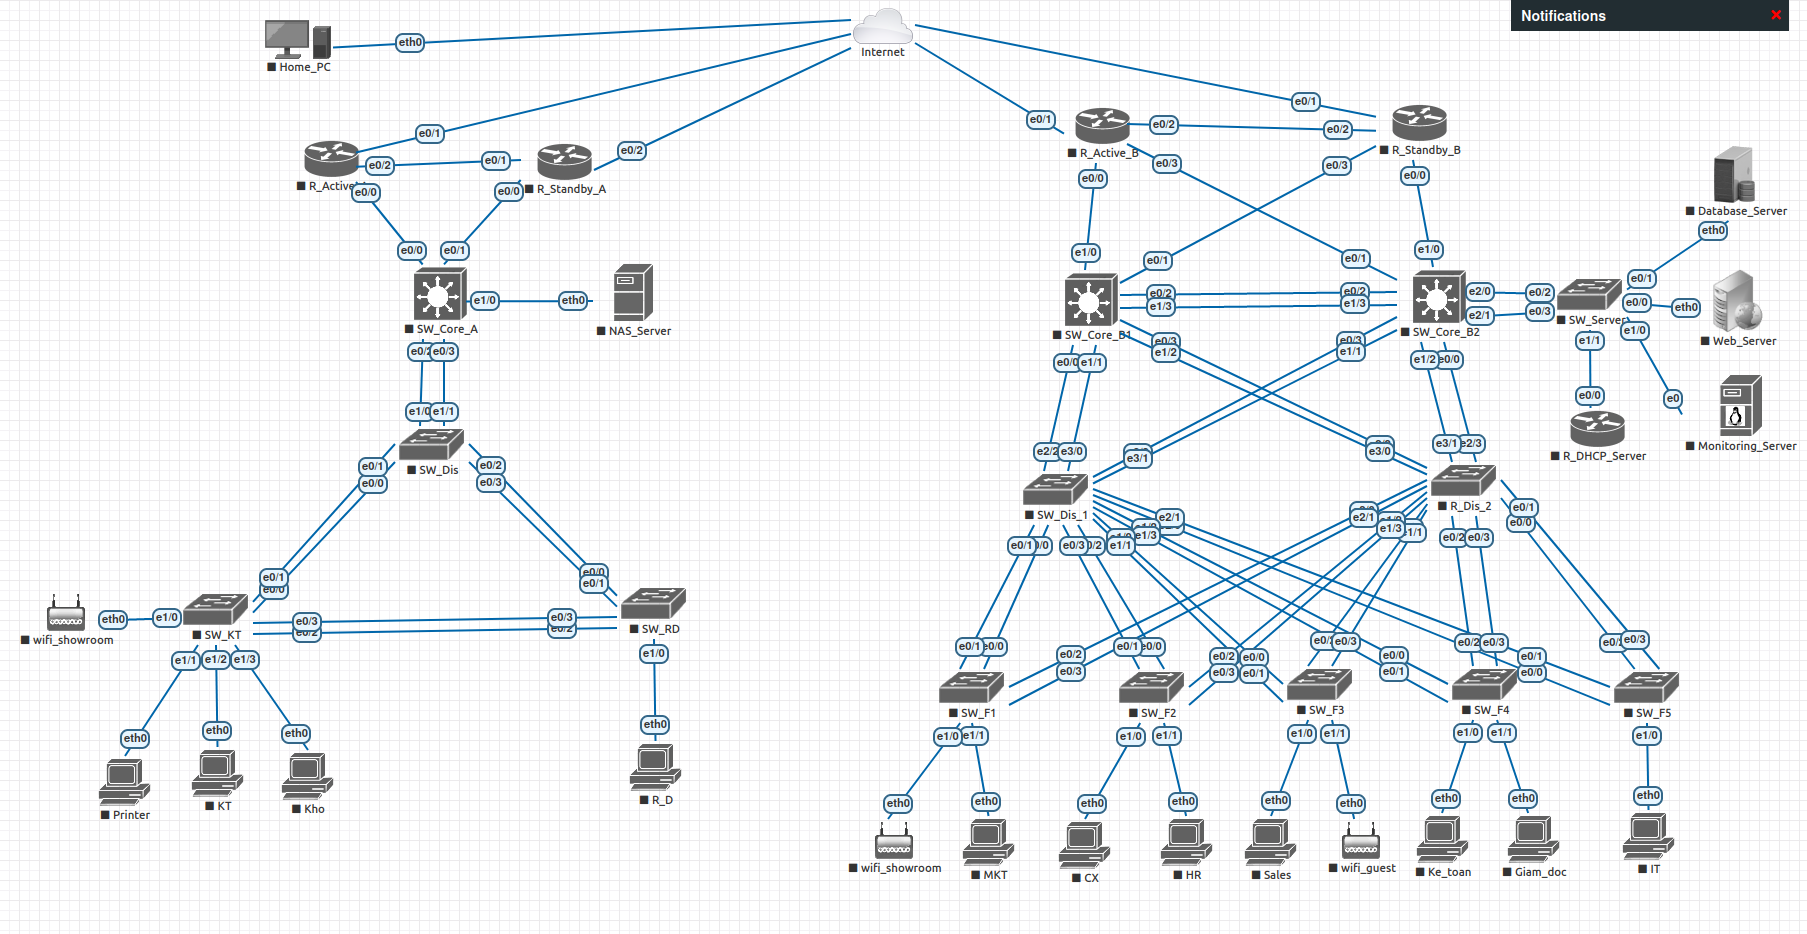 Notifications
Internet
eth0
Home_PC
e0/1
e0/1
e0/1
e0/2
e0/2
R_Active_B
R_Standby_B
e0/1
e0/2
e0/2
e0/1
R_Active
R_Standby_A
e0/0
e0/0
e0/3
e0/3
e0/0
e0/0
Database_Server
eth0
e0/0
e0/1
e1/0
e0/1
e0/1
e1/0
SW_Core_A
e1/0
eth0
NAS_Server
SW_Core_B1
e0/2
e1/3
e0/2
e1/3
SW_Core_B2
e2/0
e2/1
e0/2
e0/3
SW_Server
e0/1
e0/0
eth0
e1/0
Web_Server
e1/1
e0/0
e0
R_DHCP_Server
Monitoring_Server
e0/2
e0/3
e0/0
e1/1
e0/3
e1/2
e0/3
e1/1
e1/2
e0/0
e1/0
e1/1
SW_Dis
e2/2
e3/0
e3/1
e3/0
e3/1
e2/3
e0/1
e0/0
e0/2
e0/3
SW_Dis_1
R_Dis_2
e2/1
e1/3
e0/1
e0/3
e0/2
e1/1
e2/1
e1/3
e1/1
e0/2
e0/3
e0/1
e0/0
e0/1
e0/0
e0/0
e0/1
wifi_showroom
eth0
e1/0
SW_KT
e0/3
e0/2
e0/3
e0/2
SW_RD
e1/1
e1/2
e1/3
e1/0
e0/1
e0/0
e0/2
e0/3
e0/1
e0/0
e0/2
e0/3
e0/0
e0/1
e0/3
e0/0
e0/1
e0/2
e0/3
e0/1
e0/0
e0/3
SW_F1
SW_F2
SW_F3
SW_F4
SW_F5
eth0
eth0
eth0
eth0
e1/0
e1/1
e1/0
e1/1
e1/0
e1/1
e1/0
e1/1
e1/0
Printer
KT
Kho
R_D
eth0
eth0
eth0
eth0
eth0
eth0
eth0
eth0
eth0
wifi_showroom
MKT
CX
HR
Sales
wifi_guest
Ke_toan
Giam_doc
IT